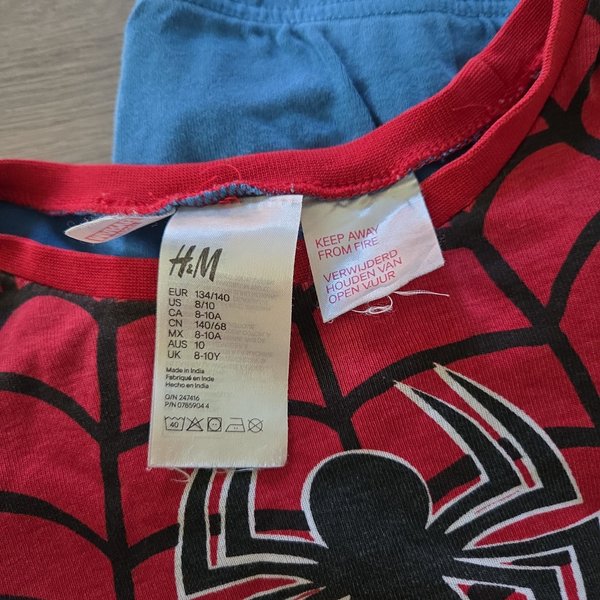 H&M
EUR 134/140
US 8/10
CA 8-10A
CN 140/68
MX 8-10A
AUS 10
UK 8-10Y
Made in India
Fabriqué en Inde
Hecho en India
O/N 247416
P/N 0785904 4
40
KEEP AWAY
FROM FIRE
VERWIJDERD
HOUDEN VAN
OPEN VUUR